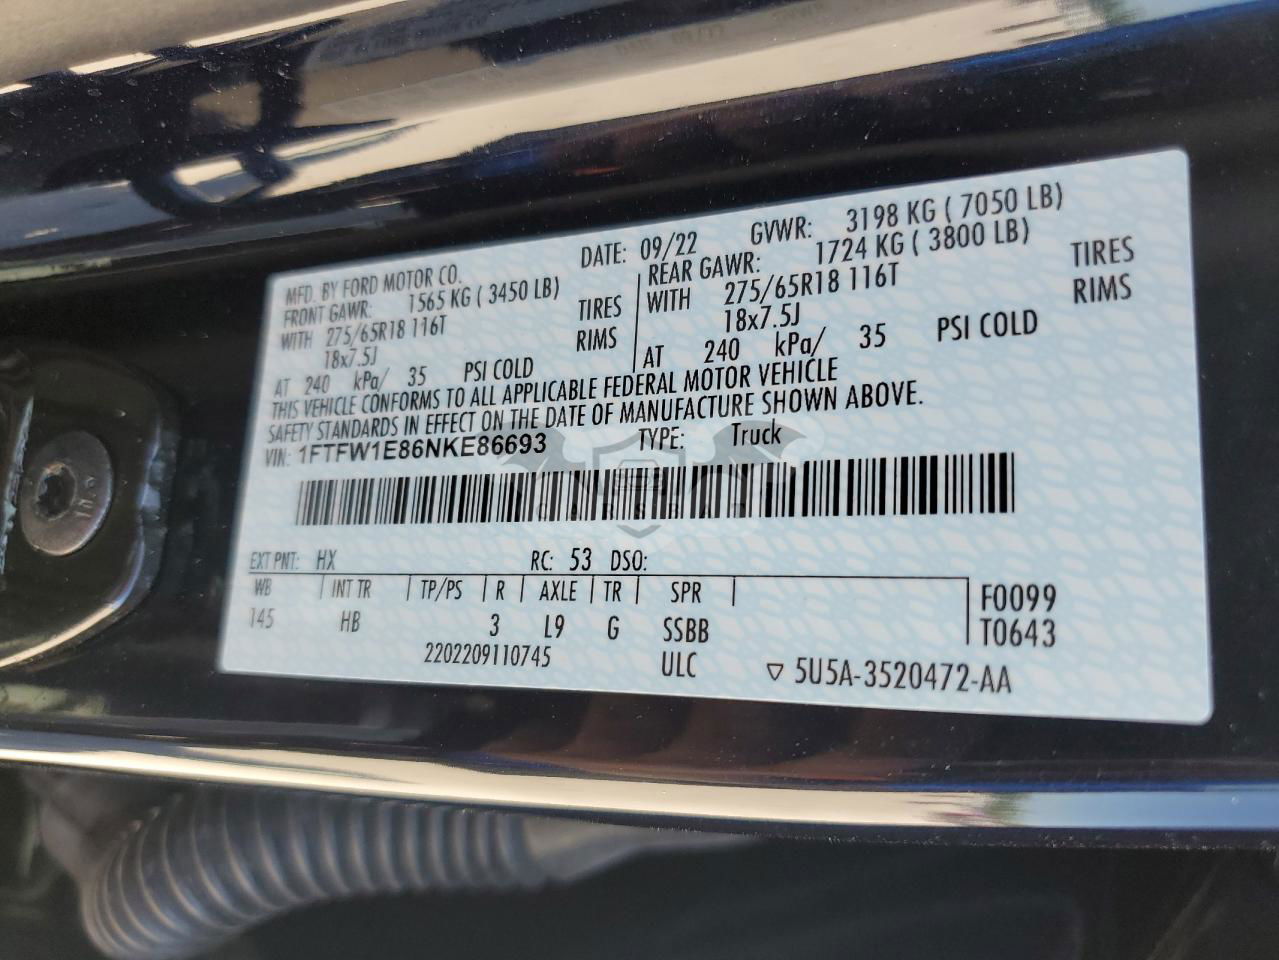 MFD. BY FORD MOTOR CO.
DATE: 09/22 GVWR: 3198 KG ( 7050 LB)
FRONT GAWR: 1565 KG ( 3450 LB)
WITH 275/65R18 116T TIRES
18x7.5J RIMS
AT 240 kPa/ 35 PSI COLD
REAR GAWR: 1724 KG ( 3800 LB)
WITH 275/65R18 116T TIRES
18x7.5J RIMS
AT 240 kPa/ 35 PSI COLD
THIS VEHICLE CONFORMS TO ALL APPLICABLE FEDERAL MOTOR VEHICLE
SAFETY STANDARDS IN EFFECT ON THE DATE OF MANUFACTURE SHOWN ABOVE.
VIN: 1FTFW1E86NKE86693 TYPE: Truck
EXT PNT: HX RC: 53 DSO:
WB INT TR TP/PS R AXLE TR SPR F0099
145 HB 3 L9 G SSBB T0643
2202209110745 ULC ▽ 5U5A-3520472-AA